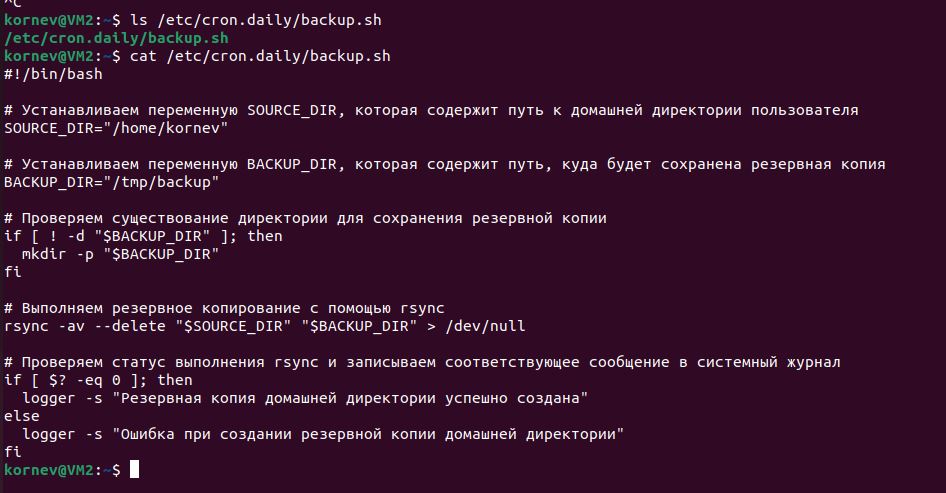 ^C
kornev@VM2:~$ ls /etc/cron.daily/backup.sh
/etc/cron.daily/backup.sh
kornev@VM2:~$ cat /etc/cron.daily/backup.sh
#!/bin/bash

# Устанавливаем переменную SOURCE_DIR, которая содержит путь к домашней директории пользователя
SOURCE_DIR="/home/kornev"

# Устанавливаем переменную BACKUP_DIR, которая содержит путь, куда будет сохранена резервная копия
BACKUP_DIR="/tmp/backup"

# Проверяем существование директории для сохранения резервной копии
if [ ! -d "$BACKUP_DIR" ]; then
  mkdir -p "$BACKUP_DIR"
fi

# Выполняем резервное копирование с помощью rsync
rsync -av --delete "$SOURCE_DIR" "$BACKUP_DIR" > /dev/null

# Проверяем статус выполнения rsync и записываем соответствующее сообщение в системный журнал
if [ $? -eq 0 ]; then
  logger -s "Резервная копия домашней директории успешно создана"
else
  logger -s "Ошибка при создании резервной копии домашней директории"
fi
kornev@VM2:~$